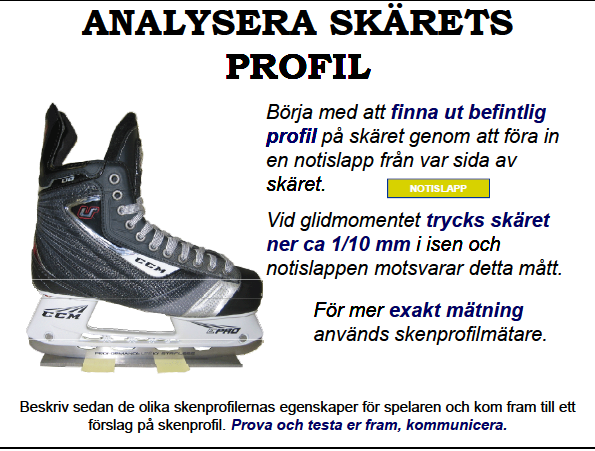 ANALYSERA SKÄRETS
PROFIL
Börja med att finna ut befintlig
profil på skäret genom att föra in
en notislapp från var sida av
skäret.
NOTISLAPP
Vid glidmomentet trycks skäret
ner ca 1/10 mm i isen och
notislappen motsvarar detta mått.
För mer exakt mätning
används skenprofilmätare.
CCM
CCM
PRO
Beskriv sedan de olika skenprofilernas egenskaper för spelaren och kom fram till ett
förslag på skenprofil. Prova och testa er fram, kommunicera.